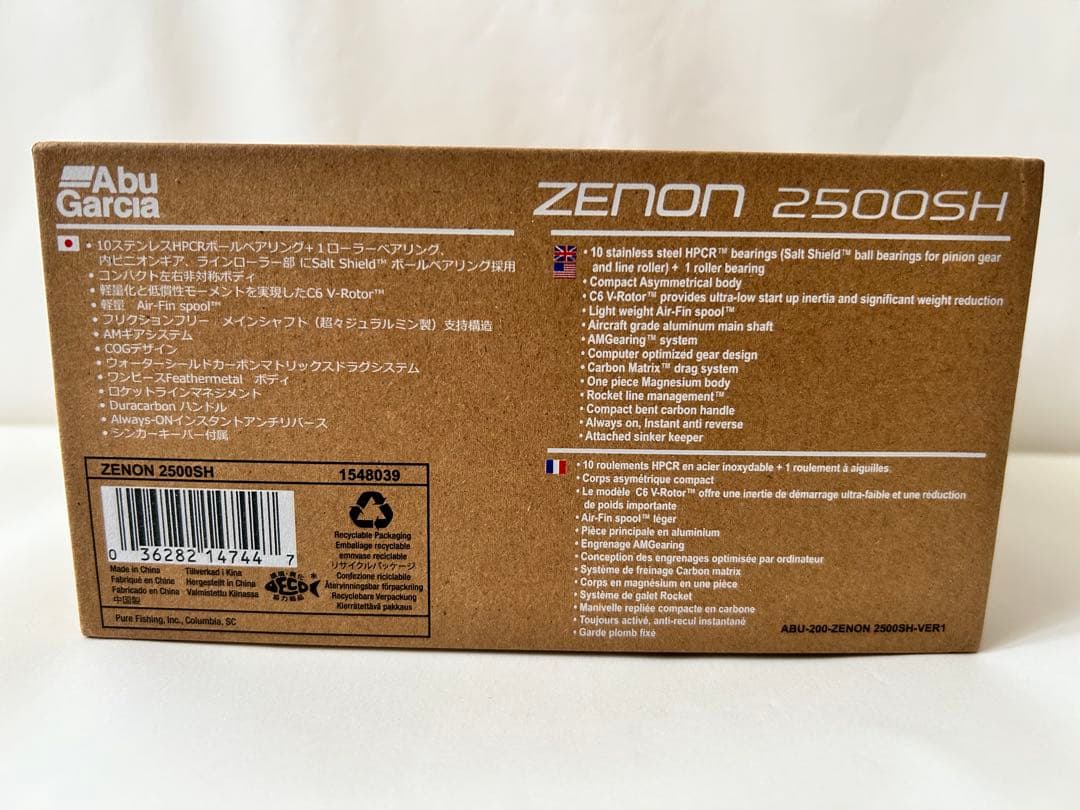 Abu
Garcia
ZENON 2500SH
• 10ステンレスHPCRボールベアリング+1ローラーベアリング、
内ピニオンギア、ラインローラー部 にSalt Shield™ ボールベアリング採用
• コンパクト左右非対称ボディ
• 軽量化と低慣性モーメントを実現したC6 V-Rotor™
• 軽量 Air-Fin spool™
• フリクションフリー メインシャフト（超々ジュラルミン製）支持構造
• AMギアシステム
• COGデザイン
• ウォーターシールドカーボンマトリックスドラグシステム
• ワンピースFeathermetal ボディ
• ロケットラインマネジメント
• Duracarbon ハンドル
• Always-ONインスタントアンチリバース
• シンカーキーパー付属
• 10 stainless steel HPCR™ bearings (Salt Shield™ ball bearings for pinion gear
and line roller) + 1 roller bearing
• Compact Asymmetrical body
• C6 V-Rotor™ provides ultra-low start up inertia and significant weight reduction
• Light weight Air-Fin spool™
• Aircraft grade aluminum main shaft
• AMGearing™ system
• Computer optimized gear design
• Carbon Matrix™ drag system
• One piece Magnesium body
• Rocket line management™
• Compact bent carbon handle
• Always on, Instant anti reverse
• Attached sinker keeper
• 10 roulements HPCR en acier inoxydable + 1 roulement à aiguilles
• Corps asymétrique compact
• Le modèle C6 V-Rotor™ offre une inertie de démarrage ultra-faible et une réduction
de poids importante
• Air-Fin spool™ léger
• Pièce principale en aluminium
• Engrenage AMGearing
• Conception des engrenages optimisée par ordinateur
• Système de freinage Carbon matrix
• Corps en magnésium en une pièce
• Système de galet Rocket
• Manivelle repliée compacte en carbone
• Toujours activé, anti-recul instantané
• Garde plomb fixé
ABU-200-ZENON 2500SH-VER1
ZENON 2500SH 1548039
0 36282 14744 7
Recyclable Packaging
Emballage recyclable
emnvase reciclable
リサイクルパッケージ
Confezione riciclabile
Återvinningsbar förpackning
Recyclebare Verpackung
Kierrätettävä pakkaus
Made in China
Fabriqué en Chine
Fabricado en China
中国製
Tillverkad i Kina
Hergestellt in China
Valmistettu Kiinassa
DECO
Pure Fishing, Inc., Columbia, SC